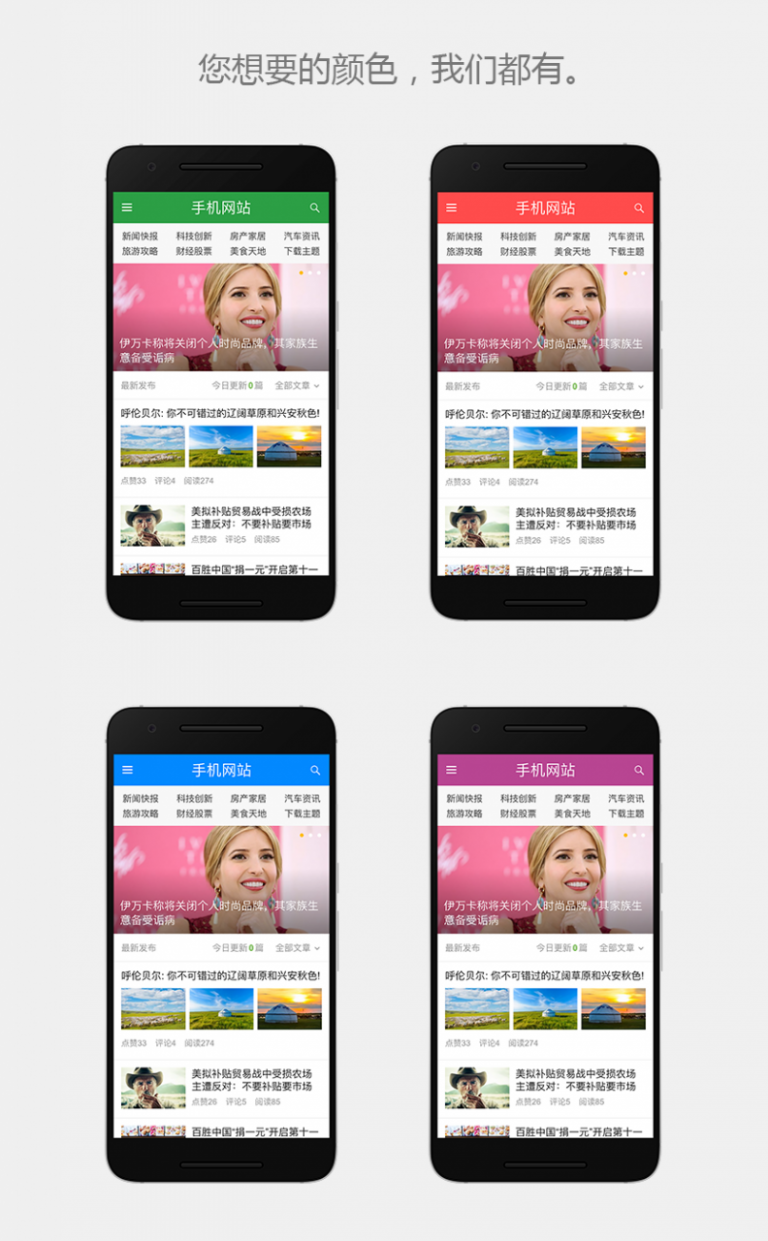 您想要的颜色，我们都有。
手机网站
新闻快报 科技创新 房产家居 汽车资讯
旅游攻略 财经股票 美食天地 下载主题
伊万卡称将关闭个人时尚品牌，其家族生
意备受诟病
最新发布 今日更新0篇 全部文章
呼伦贝尔: 你不可错过的辽阔草原和兴安秋色!
点赞33 评论4 阅读274
美拟补贴贸易战中受损农场
主遭反对：不要补贴要市场
点赞26 评论5 阅读85
百胜中国“捐一元”开启第十一
手机网站
新闻快报 科技创新 房产家居 汽车资讯
旅游攻略 财经股票 美食天地 下载主题
伊万卡称将关闭个人时尚品牌，其家族生
意备受诟病
最新发布 今日更新0篇 全部文章
呼伦贝尔: 你不可错过的辽阔草原和兴安秋色!
点赞33 评论4 阅读274
美拟补贴贸易战中受损农场
主遭反对：不要补贴要市场
点赞26 评论5 阅读85
百胜中国“捐一元”开启第十一
手机网站
新闻快报 科技创新 房产家居 汽车资讯
旅游攻略 财经股票 美食天地 下载主题
伊万卡称将关闭个人时尚品牌，其家族生
意备受诟病
最新发布 今日更新0篇 全部文章
呼伦贝尔: 你不可错过的辽阔草原和兴安秋色!
点赞33 评论4 阅读274
美拟补贴贸易战中受损农场
主遭反对：不要补贴要市场
点赞26 评论5 阅读85
百胜中国“捐一元”开启第十一
手机网站
新闻快报 科技创新 房产家居 汽车资讯
旅游攻略 财经股票 美食天地 下载主题
伊万卡称将关闭个人时尚品牌，其家族生
意备受诟病
最新发布 今日更新0篇 全部文章
呼伦贝尔: 你不可错过的辽阔草原和兴安秋色!
点赞33 评论4 阅读274
美拟补贴贸易战中受损农场
主遭反对：不要补贴要市场
点赞26 评论5 阅读85
百胜中国“捐一元”开启第十一